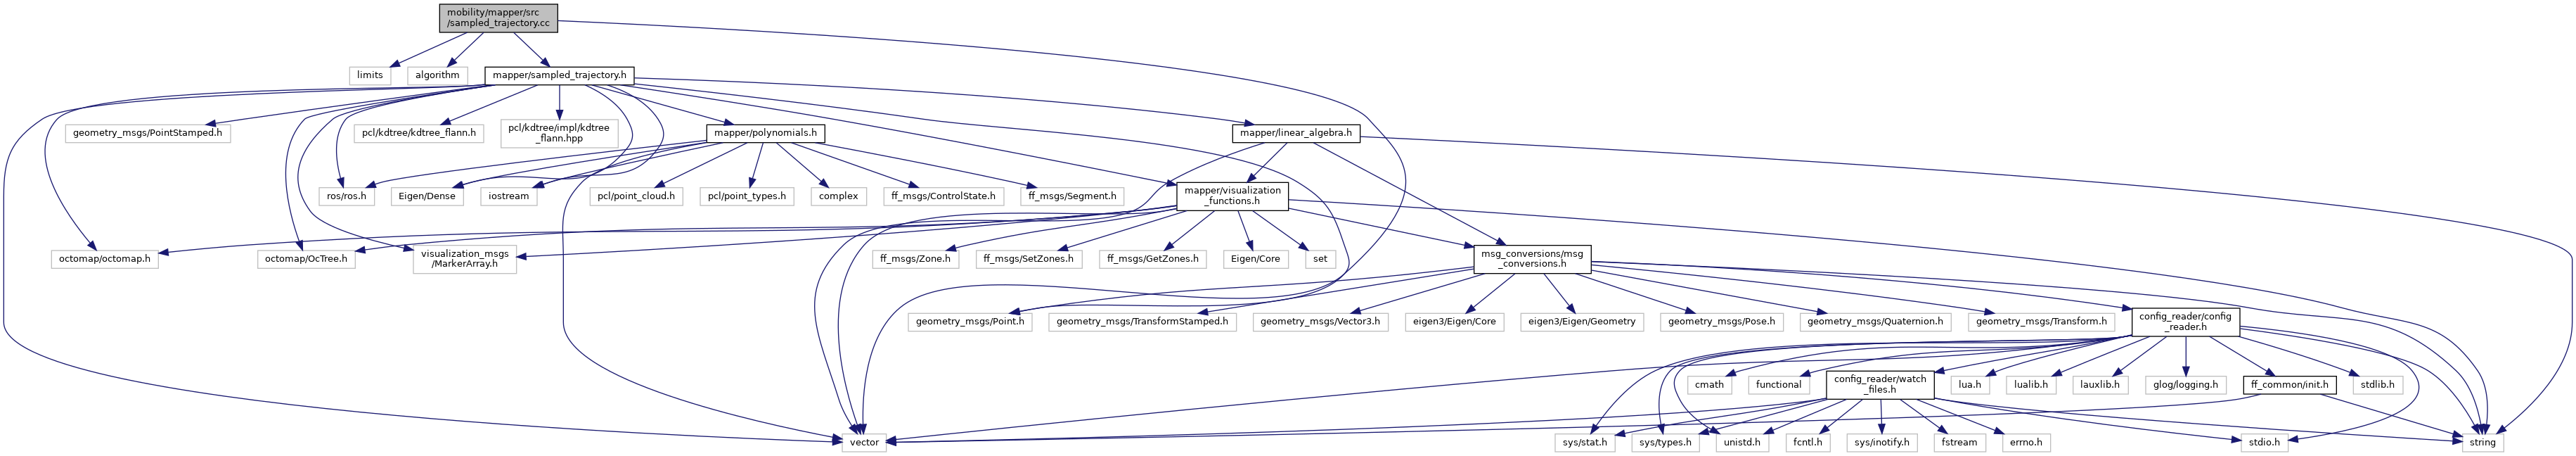 mobility/mapper/src
/sampled_trajectory.cc
limits
algorithm
mapper/sampled_trajectory.h
geometry_msgs/PointStamped.h
pcl/kdtree/kdtree_flann.h
pcl/kdtree/impl/kdtree
_flann.hpp
mapper/polynomials.h
mapper/linear_algebra.h
ros/ros.h
Eigen/Dense
iostream
pcl/point_cloud.h
pcl/point_types.h
complex
ff_msgs/ControlState.h
ff_msgs/Segment.h
mapper/visualization
_functions.h
octomap/octomap.h
octomap/OcTree.h
visualization_msgs
/MarkerArray.h
ff_msgs/Zone.h
ff_msgs/SetZones.h
ff_msgs/GetZones.h
Eigen/Core
set
msg_conversions/msg
_conversions.h
geometry_msgs/Point.h
geometry_msgs/TransformStamped.h
geometry_msgs/Vector3.h
eigen3/Eigen/Core
eigen3/Eigen/Geometry
geometry_msgs/Pose.h
geometry_msgs/Quaternion.h
geometry_msgs/Transform.h
config_reader/config
_reader.h
cmath
functional
config_reader/watch
_files.h
lua.h
lualib.h
lauxlib.h
glog/logging.h
ff_common/init.h
stdlib.h
vector
sys/stat.h
sys/types.h
unistd.h
fcntl.h
sys/inotify.h
fstream
errno.h
stdio.h
string